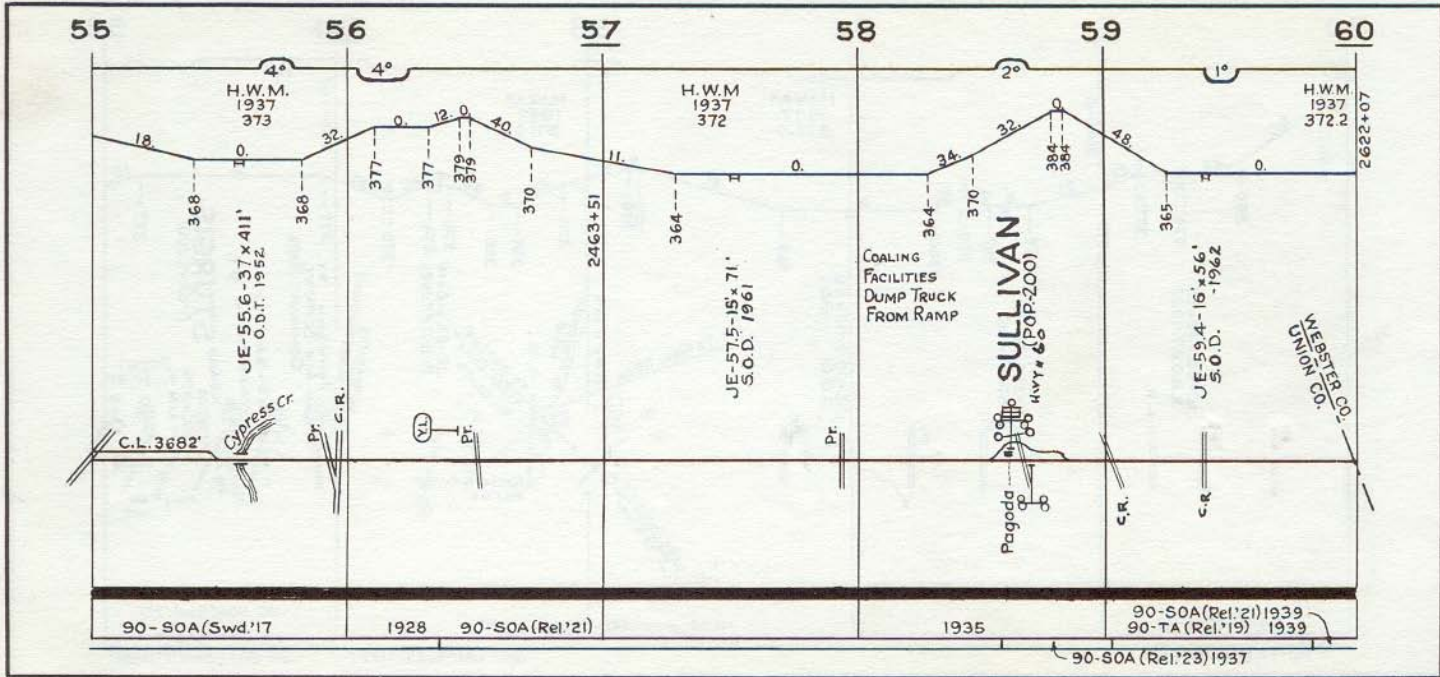 55 56 57 58 59 60
4° 4° 2° 1°
H.W.M.
1937
373
H.W.M
1937
372
H.W.M
1937
372.2
18. 0. 32. 0. 12. 0. 40. 11. 0. 34. 32. 0. 48. 0.
368 368 377 377 379 379 370 364 364 370 384 384 365
2463+51
2622+07
JE-55.6-37 x 411'
O.D.T. 1952
JE-57.5-15' x 71.'
S.O.D. 1961
COALING
FACILITIES
DUMP TRUCK
FROM RAMP
SULLIVAN
(POP.-200)
HWY # 60
JE-59.4-16' x 56'
S.O.D. -1962
WEBSTER CO.
UNION CO.
C.L. 3682'
Cypress Cr.
Pr.
C.R.
Y.L.
Pr.
Pr.
Pagoda
C.R.
C.R
90-SOA (Swd.'17
1928
90-SOA (Rel.'21)
1935
90-SOA (Rel.'21) 1939
90-TA (Rel.'19) 1939
90-SOA (Rel.'23) 1937